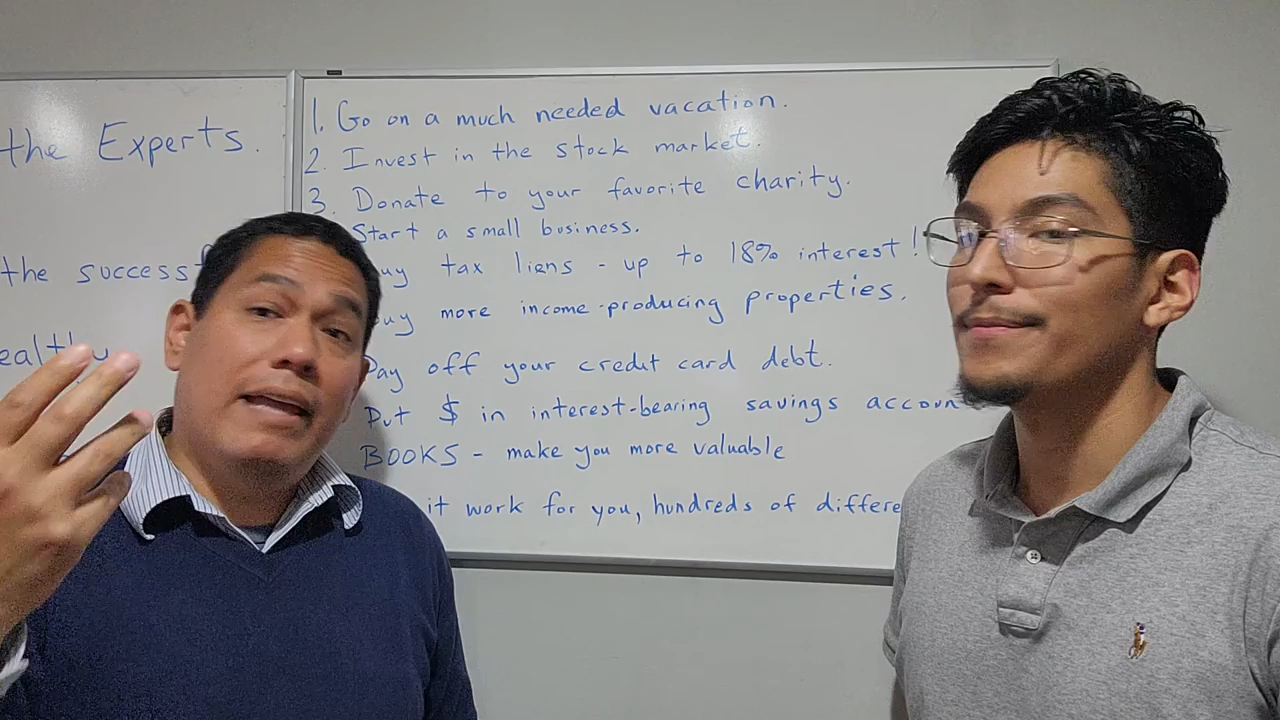 the Experts.
the success
1. Go on a much needed vacation.
2. Invest in the stock market.
3. Donate to your favorite charity.
Start a small business.
uy tax liens - up to 18% interest!
uy more income-producing properties.
Pay off your credit card debt.
Put $ in interest-bearing savings accoun
BOOKS - make you more valuable
it work for you, hundreds of differe